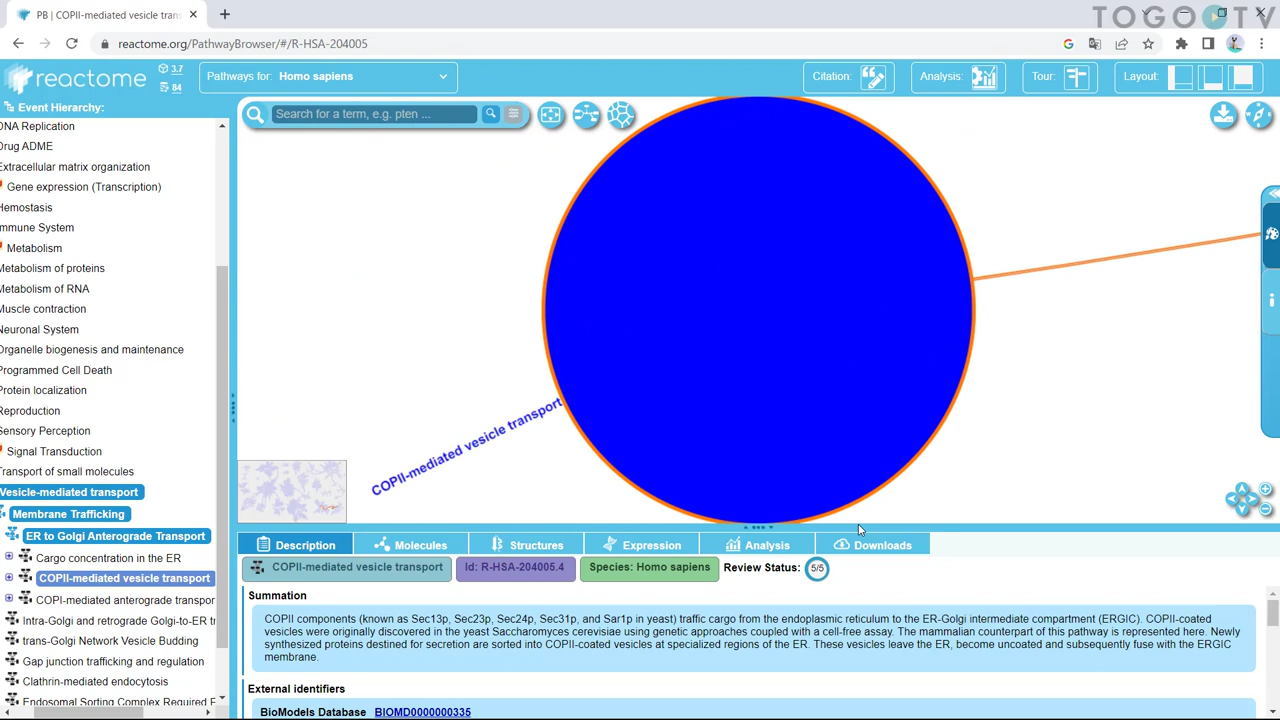 PB | COPII-mediated vesicle trans
TOGO TV
reactome.org/PathwayBrowser/#/R-HSA-204005
reactome
3.7
84
Pathways for: Homo sapiens
Citration:
Analysis:
Tour:
Layout:
Event Hierarchy:
Search for a term, e.g. pten ...
DNA Replication
Drug ADME
Extracellular matrix organization
Gene expression (Transcription)
Hemostasis
mmune System
Metabolism
Metabolism of proteins
Metabolism of RNA
Muscle contraction
Neuronal System
Organelle biogenesis and maintenance
Programmed Cell Death
Protein localization
Reproduction
Sensory Perception
Signal Transduction
Transport of small molecules
Vesicle-mediated transport
Membrane Trafficking
ER to Golgi Anterograde Transport
Cargo concentration in the ER
COPII-mediated vesicle transport
COPI-mediated anterograde transpor
Intra-Golgi and retrograde Golgi-to-ER tr
trans-Golgi Network Vesicle Budding
Gap junction trafficking and regulation
Clathrin-mediated endocytosis
Endosomal Sorting Complex Required F
COPII-mediated vesicle transport
Description
Molecules
Structures
Expression
Analysis
Downloads
COPII-mediated vesicle transport
Id: R-HSA-204005.4
Species: Homo sapiens
Review Status: 5/5
Summation
COPII components (known as Sec13p, Sec23p, Sec24p, Sec31p, and Sar1p in yeast) traffic cargo from the endoplasmic reticulum to the ER-Golgi intermediate compartment (ERGIC). COPII-coated
vesicles were originally discovered in the yeast Saccharomyces cerevisiae using genetic approaches coupled with a cell-free assay. The mammalian counterpart of this pathway is represented here. Newly
synthesized proteins destined for secretion are sorted into COPII-coated vesicles at specialized regions of the ER. These vesicles leave the ER, become uncoated and subsequently fuse with the ERGIC
membrane.
External identifiers
BioModels Database BIOMD0000000335